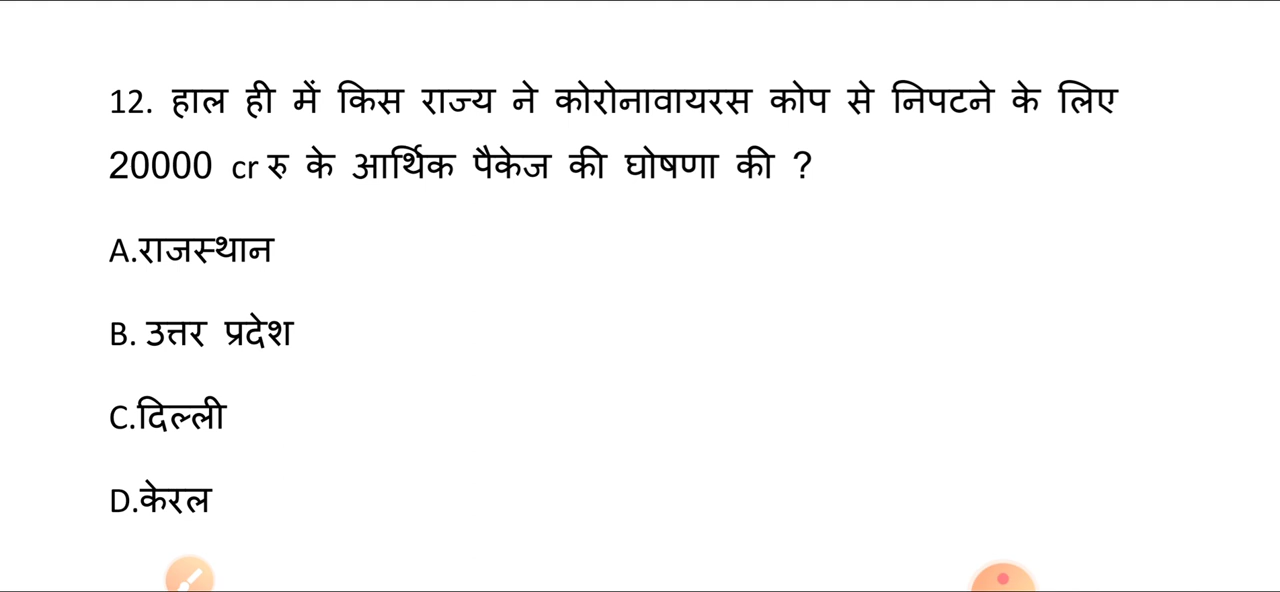 12. हाल ही में किस राज्य ने कोरोनावायरस कोप से निपटने के लिए
20000 cr रु के आर्थिक पैकेज की घोषणा की ?
A.राजस्थान
B. उत्तर प्रदेश
C.दिल्ली
D.केरल